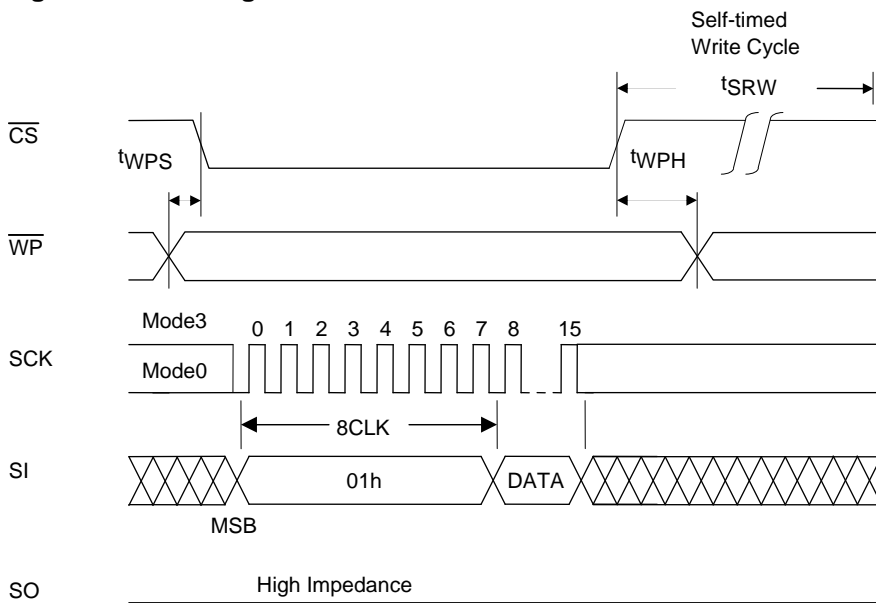 Self-timed
Write Cycle
tSRW
CS
tWPS
tWPH
WP
Mode3
0 1 2 3 4 5 6 7 8 15
SCK
Mode0
8CLK
SI
01h
DATA
MSB
SO
High Impedance